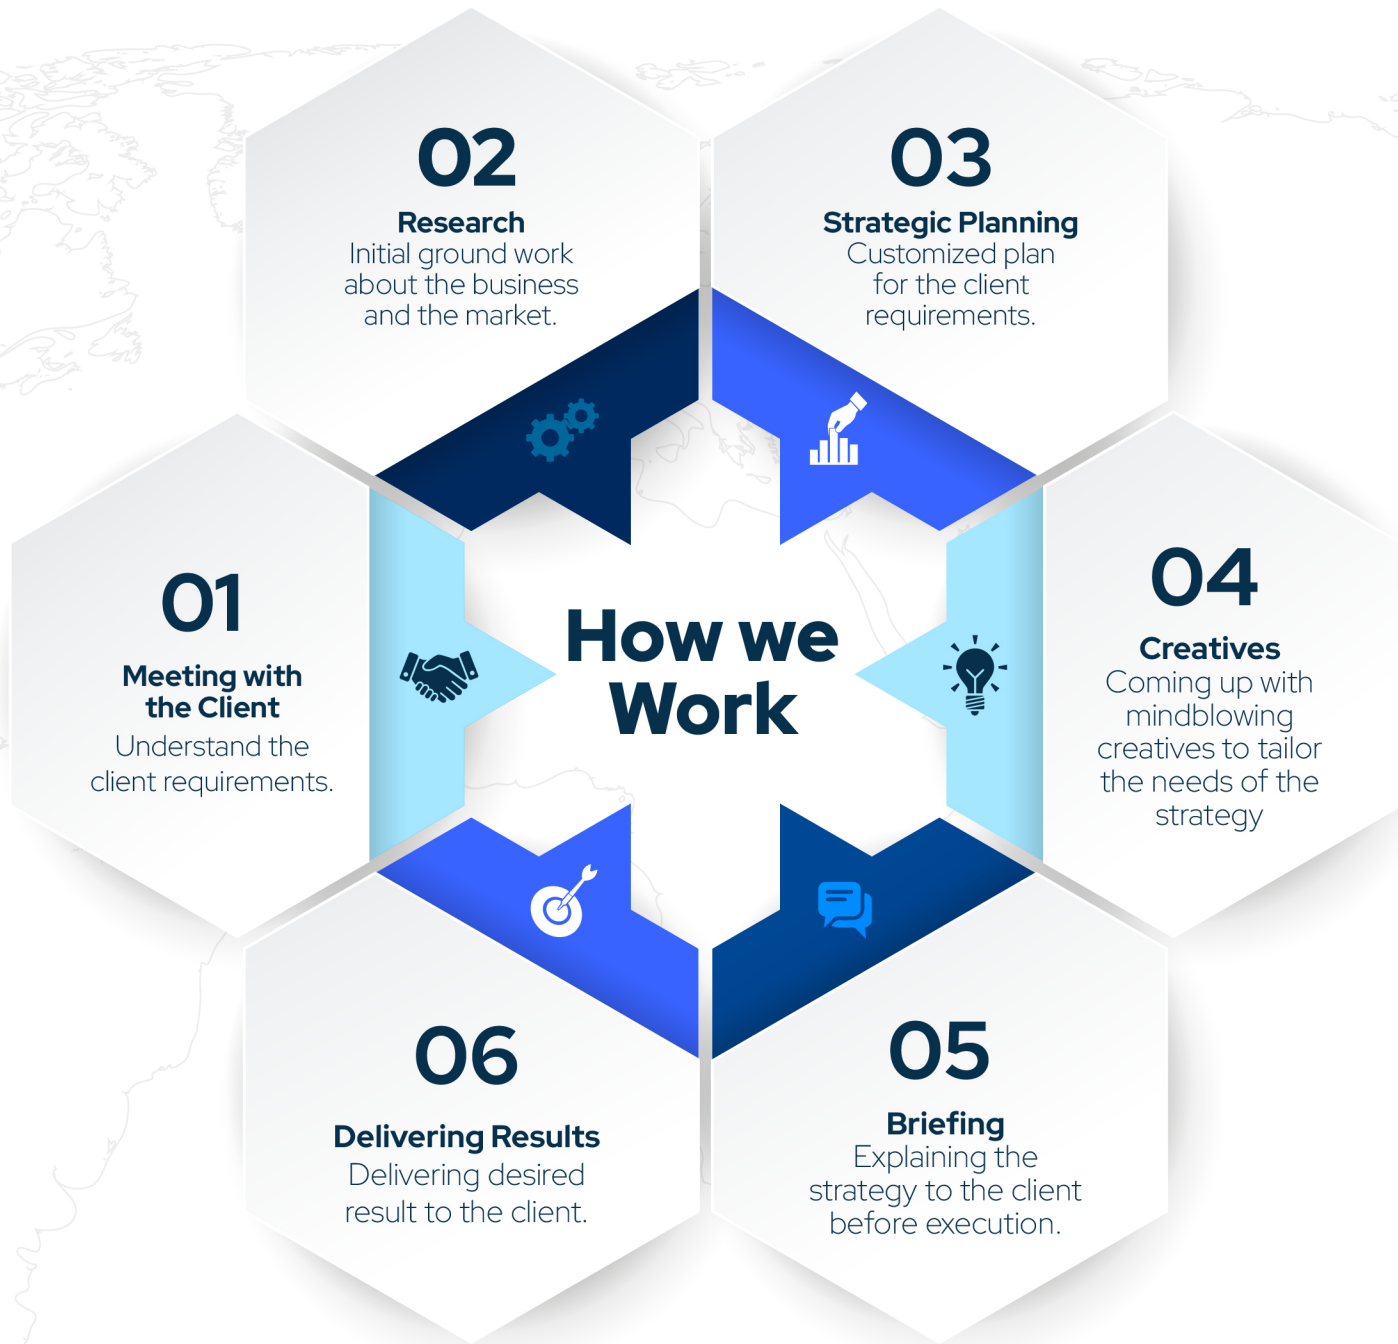 02
Research
Initial ground work
about the business
and the market.
03
Strategic Planning
Customized plan
for the client
requirements.
01
Meeting with
the Client
Understand the
client requirements.
How we
Work
04
Creatives
Coming up with
mindblowing
creatives to tailor
the needs of the
strategy
06
Delivering Results
Delivering desired
result to the client.
05
Briefing
Explaining the
strategy to the client
before execution.